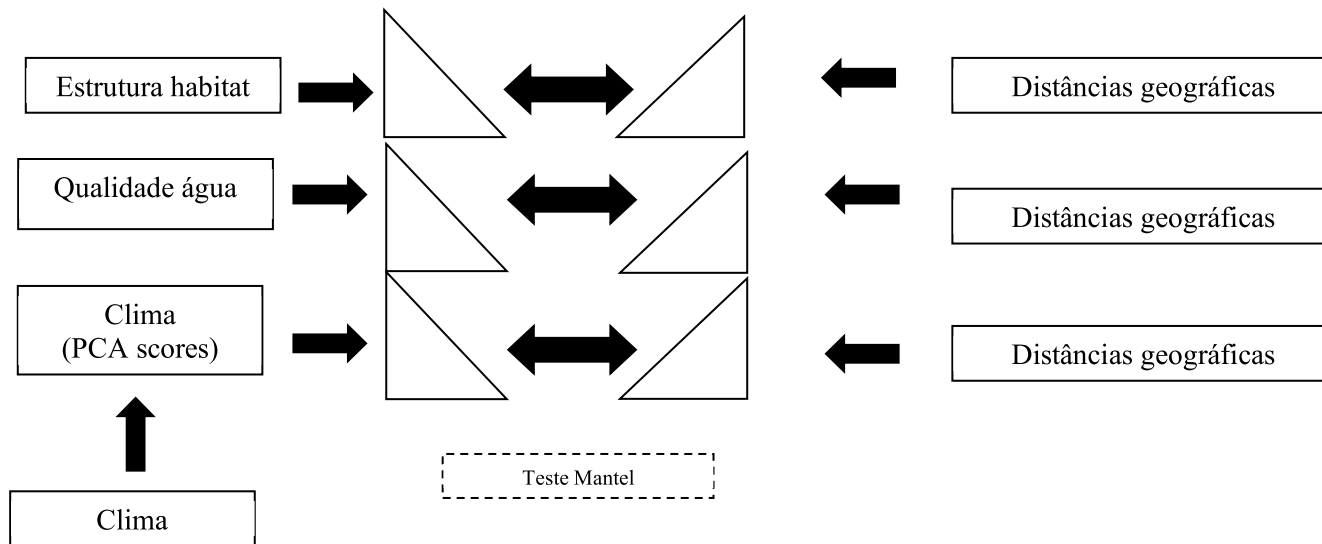 Estrutura habitat
Distâncias geográficas
Qualidade água
Distâncias geográficas
Clima
(PCA scores)
Distâncias geográficas
Teste Mantel
Clima